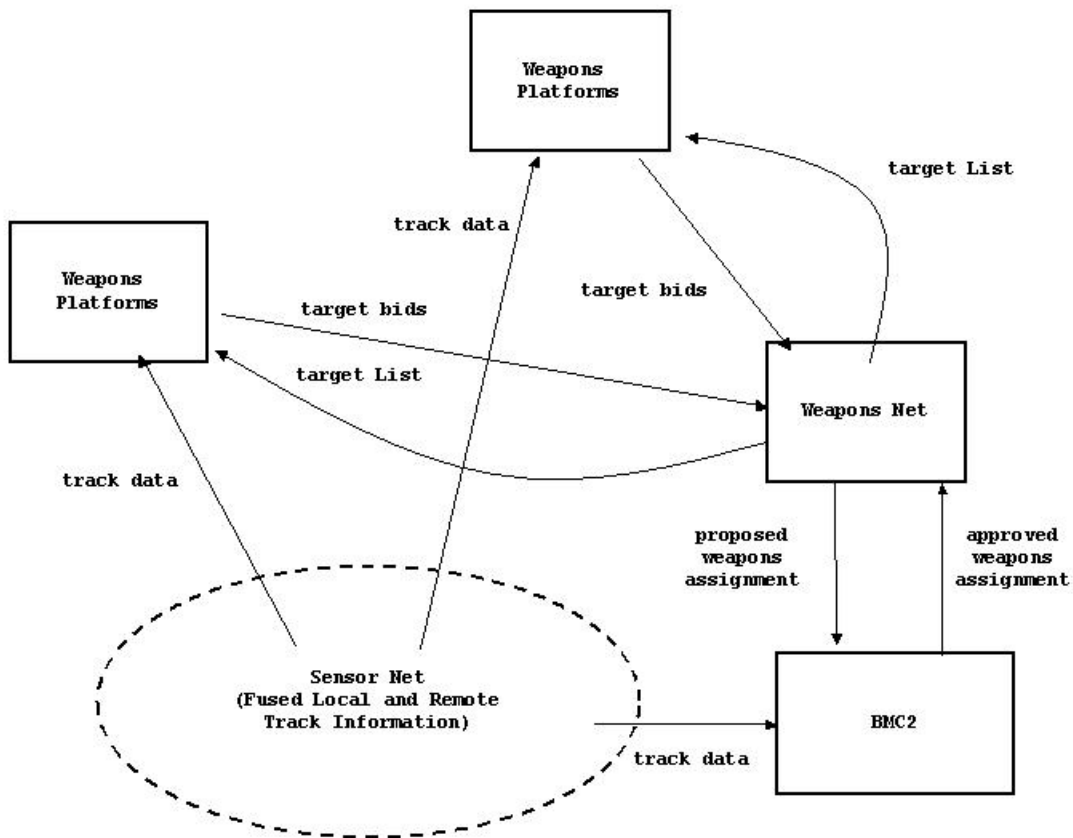 Weapons
Platforms
target List
track data
Weapons
Platforms
target bids
target bids
target List
Weapons Net
track data
proposed
weapons
assignment
approved
weapons
assignment
Sensor Net
(Fused Local and Remote
Track Information)
BMC2
track data